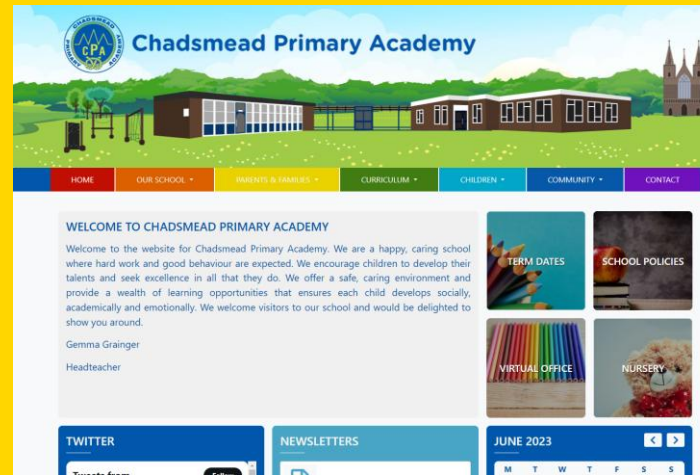 CHADSMEAD
CPA
PRIMARY ACADEMY
Chadsmead Primary Academy
HOME OUR SCHOOL PARENTS & FAMILIES CURRICULUM CHILDREN COMMUNITY CONTACT
WELCOME TO CHADSMEAD PRIMARY ACADEMY
Welcome to the website for Chadsmead Primary Academy. We are a happy, caring school
where hard work and good behaviour are expected. We encourage children to develop their
talents and seek excellence in all that they do. We offer a safe, caring environment and
provide a wealth of learning opportunities that ensures each child develops socially,
academically and emotionally. We welcome visitors to our school and would be delighted to
show you around.
Gemma Grainger
Headteacher
TERM DATES
SCHOOL POLICIES
VIRTUAL OFFICE
NURSERY
TWITTER
Tweets from
Follow
NEWSLETTERS
JUNE 2023
M T W T F S S